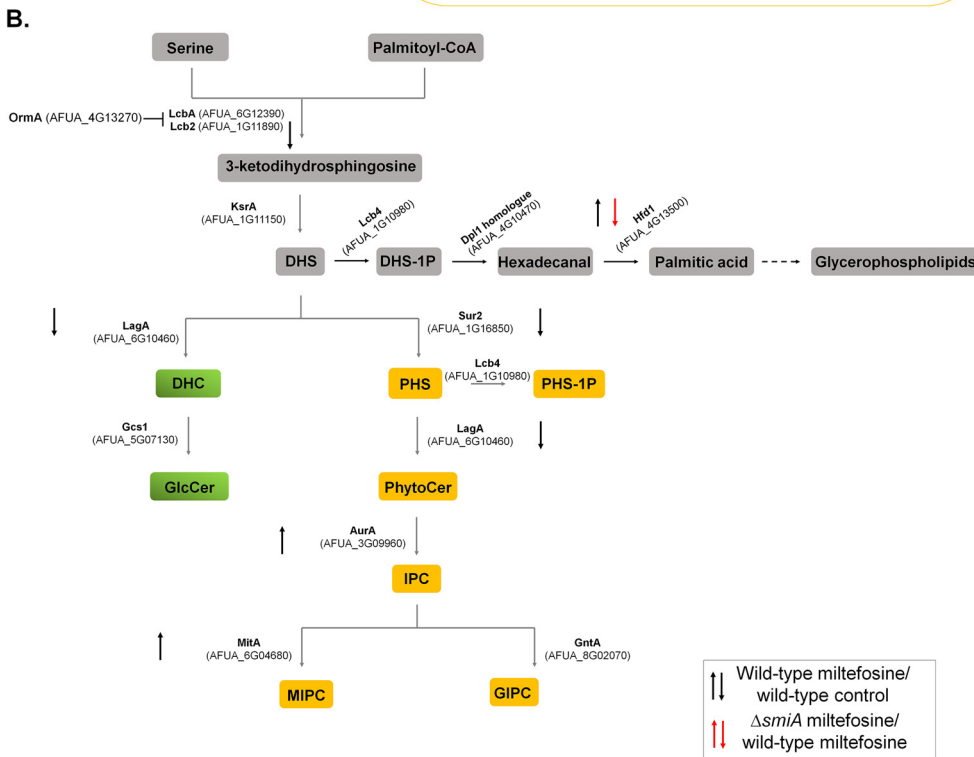 B.
Serine
Palmitoyl-CoA
OrmA (AFUA_4G13270)
LcbA (AFUA_6G12390)
Lcb2 (AFUA_1G11890)
3-ketodihydrosphingosine
KsrA
(AFUA_1G11150)
Lcb4
(AFUA_1G10980)
Dpl1 homologue
(AFUA_4G10470)
Hfd1
(AFUA_4G13500)
DHS
DHS-1P
Hexadecanal
Palmitic acid
Glycerophospholipids
LagA
(AFUA_6G10460)
Sur2
(AFUA_1G16850)
DHC
PHS
Lcb4
(AFUA_1G10980)
PHS-1P
Gcs1
(AFUA_5G07130)
LagA
(AFUA_6G10460)
GlcCer
PhytoCer
AurA
(AFUA_3G09960)
IPC
MitA
(AFUA_6G04680)
GntA
(AFUA_8G02070)
MIPC
GIPC
Wild-type miltefosine/
wild-type control
ΔsmiA miltefosine/
wild-type miltefosine